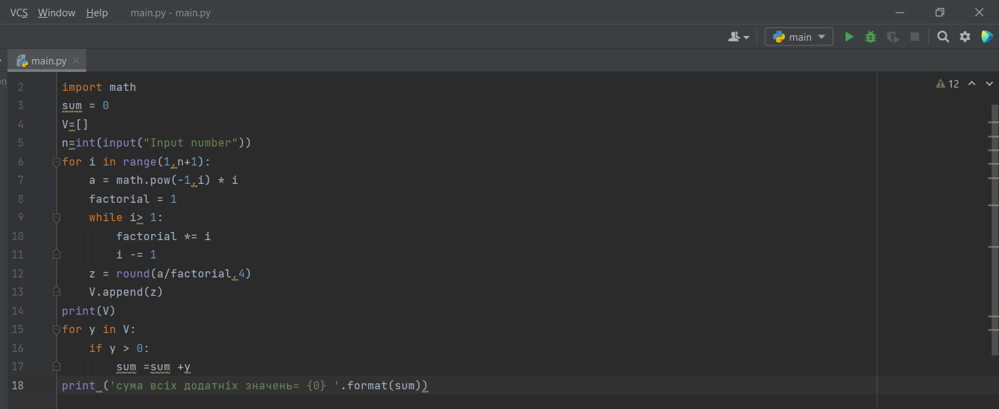 VCS Window Help main.py - main.py
main
main.py
12
2 import math
3 sum = 0
4 V=[]
5 n=int(input("Input number"))
6 for i in range(1,n+1):
7 a = math.pow(-1,i) * i
8 factorial = 1
9 while i> 1:
10 factorial *= i
11 i -= 1
12 z = round(a/factorial,4)
13 V.append(z)
14 print(V)
15 for y in V:
16 if y > 0:
17 sum =sum +y
18 print ('сума всіх додатніх значень= {0} '.format(sum))